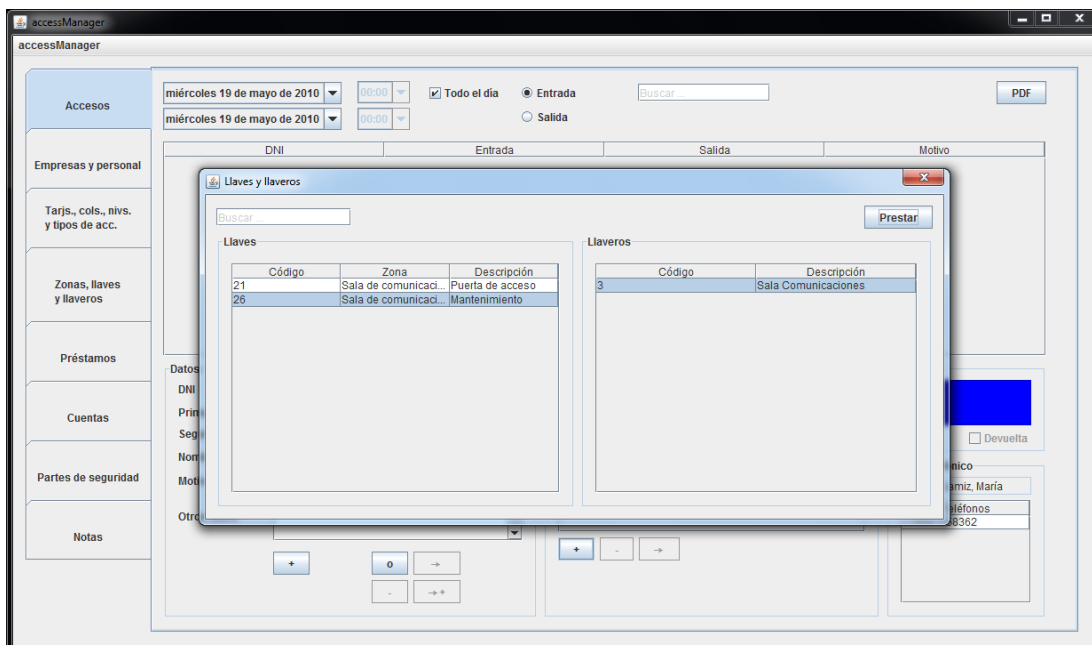 accessManager
accessManager
Accesos
Empresas y personal
Tarjs., cols., nivs.
y tipos de acc.
Zonas, llaves
y llaveros
Préstamos
Cuentas
Partes de seguridad
Notas
miércoles 19 de mayo de 2010 00:00 Todo el día Entrada Buscar ... PDF
miércoles 19 de mayo de 2010 00:00 Salida
DNI Entrada Salida Motivo
Llaves y llaveros
Buscar ... Prestar
Llaves
Código Zona Descripción
21 Sala de comunicaci... Puerta de acceso
26 Sala de comunicaci... Mantenimiento
Llaveros
Código Descripción
3 Sala Comunicaciones
Datos
DNI
Devuelta
+ o →
- →+
+ - →
María